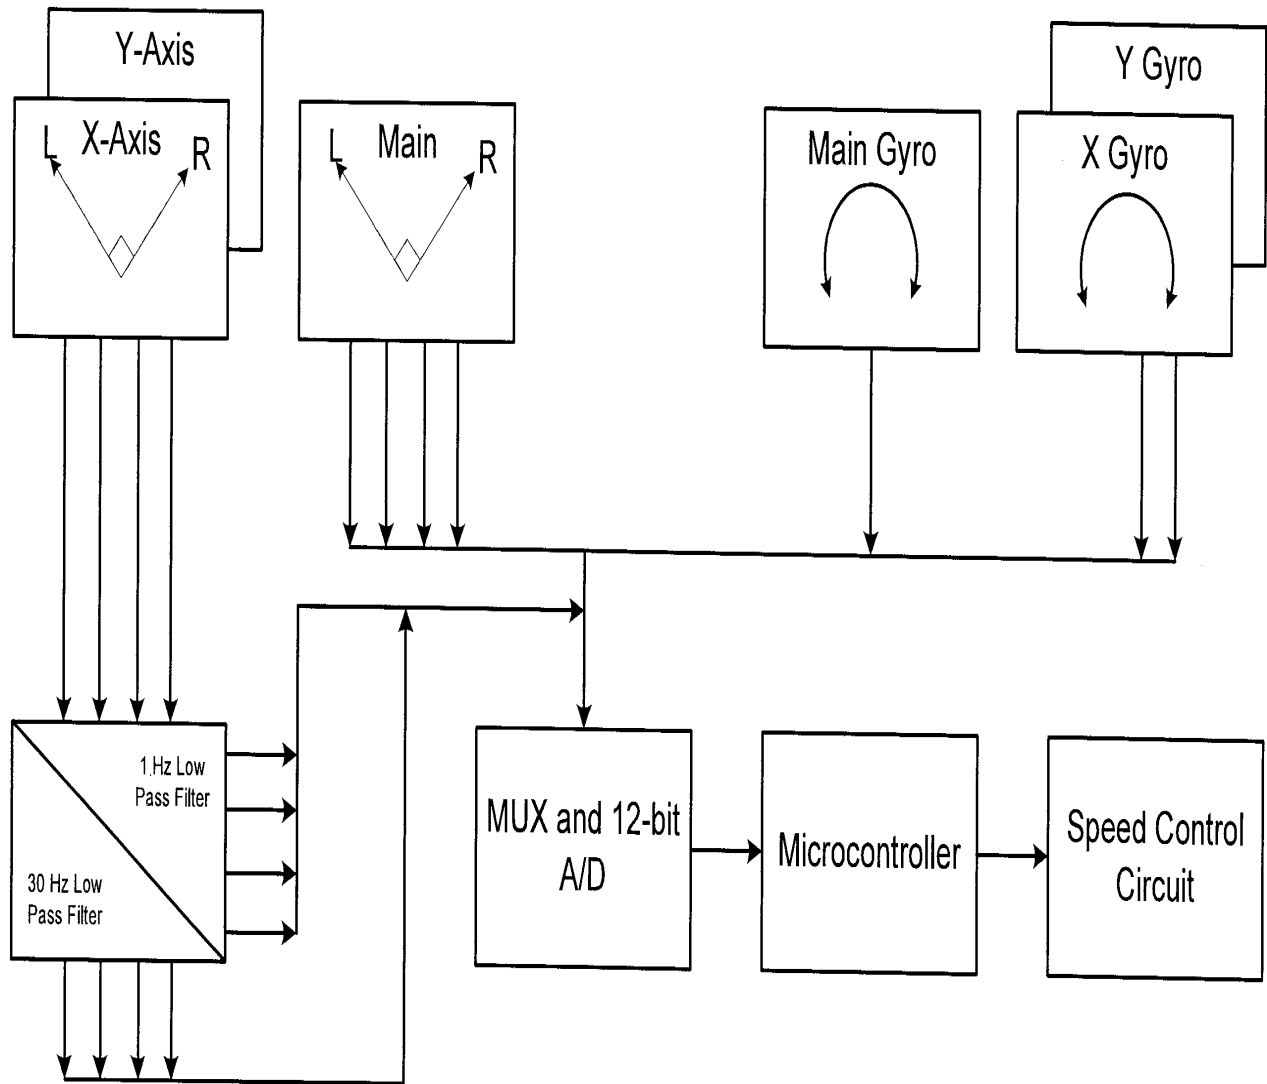 Y-Axis
L X-Axis R
L Main R
Main Gyro
Y Gyro
X Gyro
1 Hz Low
Pass Filter
30 Hz Low
Pass Filter
MUX and 12-bit
A/D
Microcontroller
Speed Control
Circuit